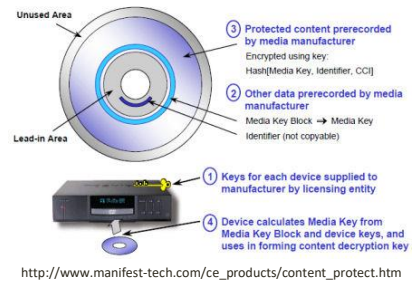 Unused Area
③ Protected content prerecorded
by media manufacturer
Encrypted using key:
Hash[Media Key, Identifier, CCI]
② Other data prerecorded by media
manufacturer
Media Key Block → Media Key
Identifier (not copyable)
Lead-in Area
① Keys for each device supplied to
manufacturer by licensing entity
④ Device calculates Media Key from
Media Key Block and device keys, and
uses in forming content decryption key
http://www.manifest-tech.com/ce_products/content_protect.htm